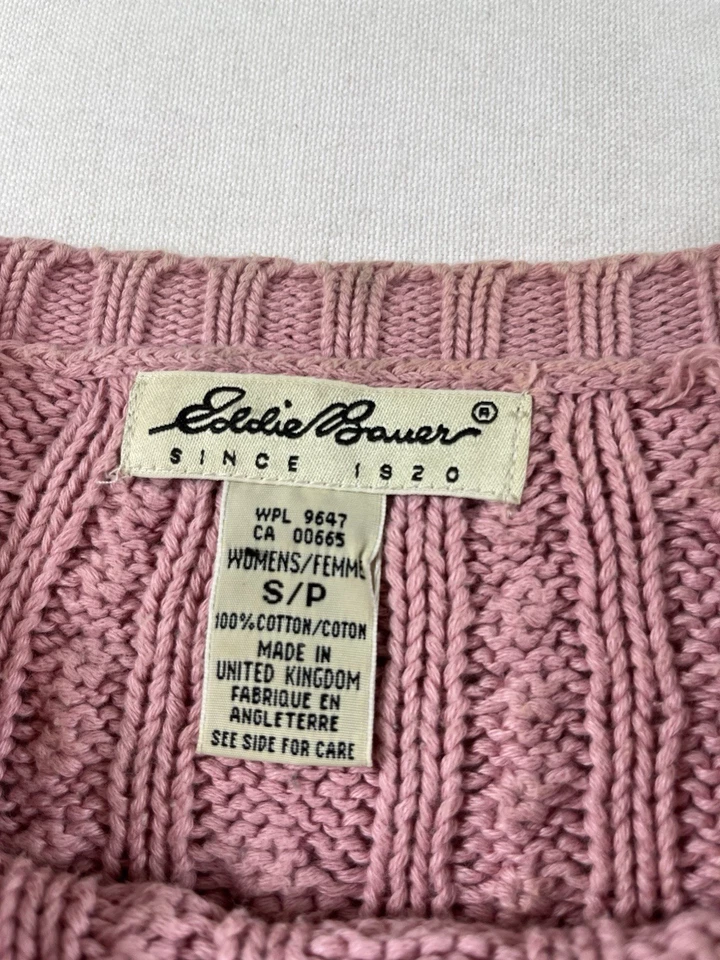 Eddie Bauer ®
SINCE 1920
WPL 9647
CA 00665
WOMENS/FEMME
S/P
100%COTTON/COTON
MADE IN
UNITED KINGDOM
FABRIQUE EN
ANGLETERRE
SEE SIDE FOR CARE